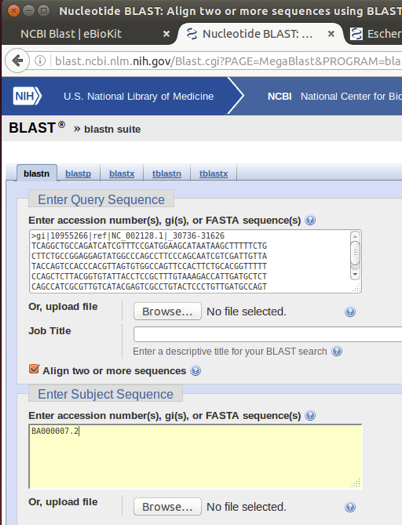 Nucleotide BLAST: Align two or more sequences using BLAST
NCBI Blast | eBioKit
Nucleotide BLAST: ...
Escher
blast.ncbi.nlm.nih.gov/Blast.cgi?PAGE=MegaBlast&PROGRAM=bla
NIH
U.S. National Library of Medicine
NCBI
National Center for Bio
BLAST ® » blastn suite
blastn blastp blastx tblastn tblastx
Enter Query Sequence
Enter accession number(s), gi(s), or FASTA sequence(s)
>gi|10955266|ref|NC_002128.1|_30736-31626
TCAGGCTGCCAGATCATCGTTTCCGATGGAAGCATAATAAGCTTTTTCTG
CTTCTGCCGGAGGAGTATGGCCCAGCCTTCCCAGCAATCGTCGATTGTTA
TACCAGTCCACCCACGTTAGTGTGGCCAGTTCCACTTCTGCACGGTTTTT
CCAGCTCTTACGGTGTATTACCTCCGCTTTGTAAAGACCATTGATGCTCT
CAGCCATCGCGTTGTCATACGAGTCGCCTGTACTCCCTGTTGATGCCAGT
Or, upload file
Browse...
No file selected.
Job Title
Enter a descriptive title for your BLAST search
Align two or more sequences
Enter Subject Sequence
Enter accession number(s), gi(s), or FASTA sequence(s)
BA000007.2
Or, upload file
Browse...
No file selected.